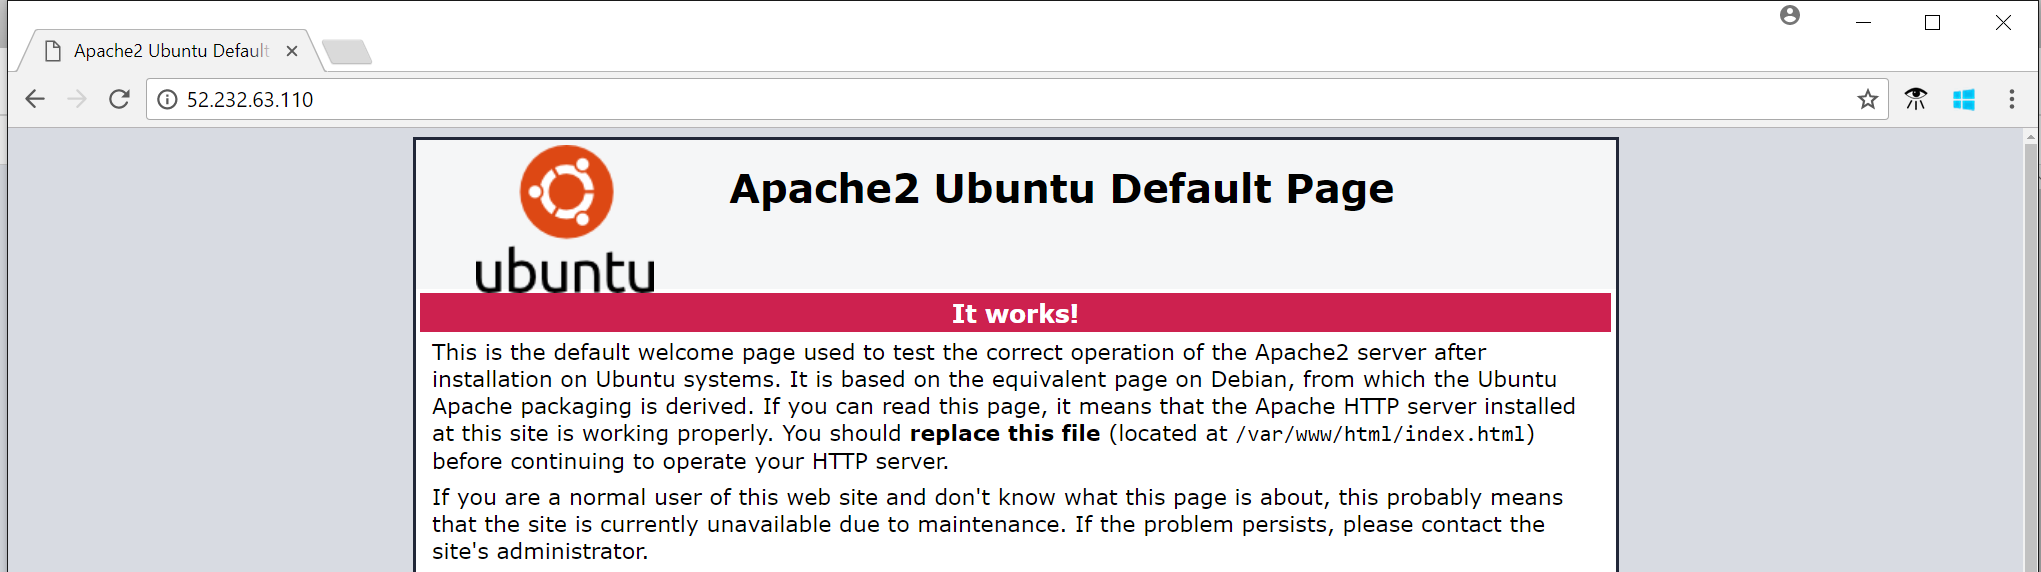 Apache2 Ubuntu Default
52.232.63.110
ubuntu
Apache2 Ubuntu Default Page
It works!
This is the default welcome page used to test the correct operation of the Apache2 server after
installation on Ubuntu systems. It is based on the equivalent page on Debian, from which the Ubuntu
Apache packaging is derived. If you can read this page, it means that the Apache HTTP server installed
at this site is working properly. You should replace this file (located at /var/www/html/index.html)
before continuing to operate your HTTP server.
If you are a normal user of this web site and don't know what this page is about, this probably means
that the site is currently unavailable due to maintenance. If the problem persists, please contact the
site's administrator.